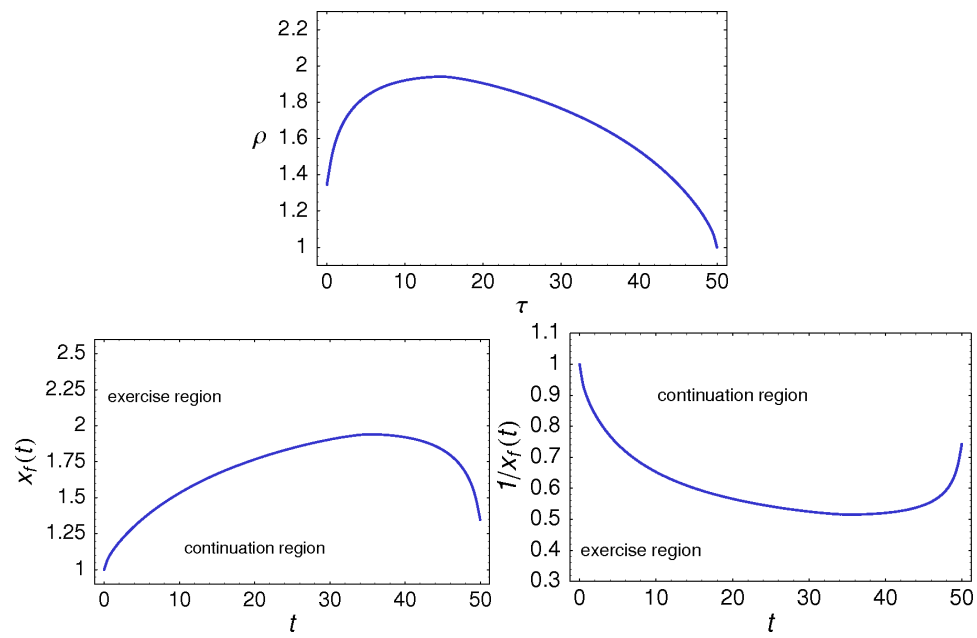 2.2
2
1.8
1.6
1.4
1.2
1
ρ
0 10 20 30 40 50
τ
2.5
2.25
2
1.75
1.5
1.25
1
x_f(t)
exercise region
continuation region
0 10 20 30 40 50
t
1.1
1
0.9
0.8
0.7
0.6
0.5
0.4
0.3
1/x_f(t)
continuation region
exercise region
0 10 20 30 40 50
t